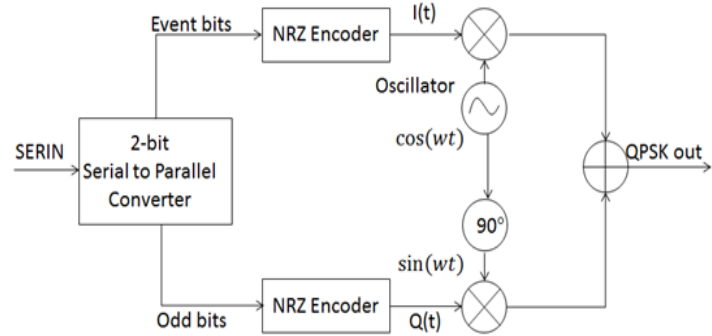 Event bits
NRZ Encoder
I(t)
Oscillator
cos(wt)
SERIN
2-bit
Serial to Parallel
Converter
QPSK out
90°
sin(wt)
Odd bits
NRZ Encoder
Q(t)